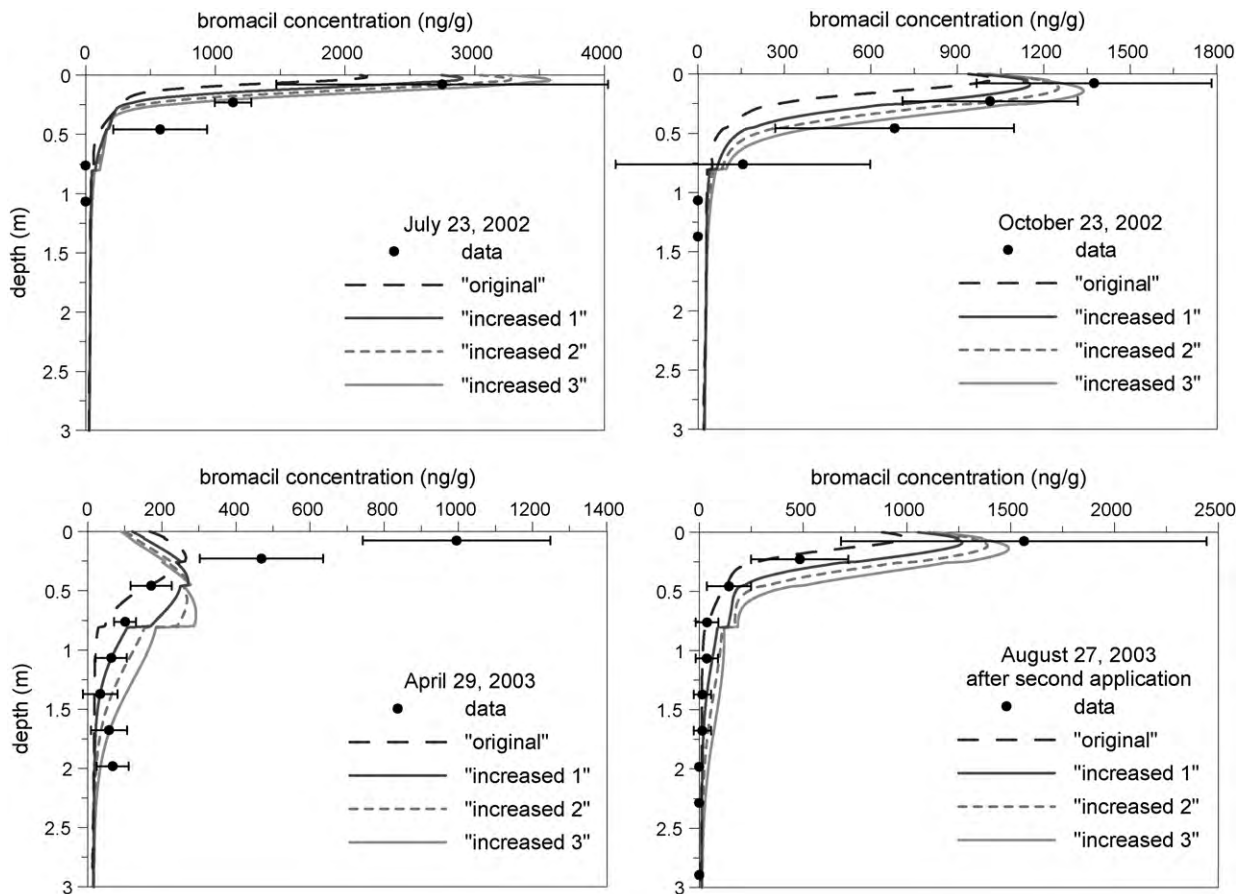 bromacil concentration (ng/g)
0 1000 2000 3000 4000
0
0.5
1
1.5
2
2.5
3
depth (m)
July 23, 2002
data
"original"
"increased 1"
"increased 2"
"increased 3"
bromacil concentration (ng/g)
0 300 600 900 1200 1500 1800
0
0.5
1
1.5
2
2.5
3
October 23, 2002
data
"original"
"increased 1"
"increased 2"
"increased 3"
bromacil concentration (ng/g)
0 200 400 600 800 1000 1200 1400
0
0.5
1
1.5
2
2.5
3
depth (m)
April 29, 2003
data
"original"
"increased 1"
"increased 2"
"increased 3"
bromacil concentration (ng/g)
0 500 1000 1500 2000 2500
0
0.5
1
1.5
2
2.5
3
August 27, 2003
after second application
data
"original"
"increased 1"
"increased 2"
"increased 3"